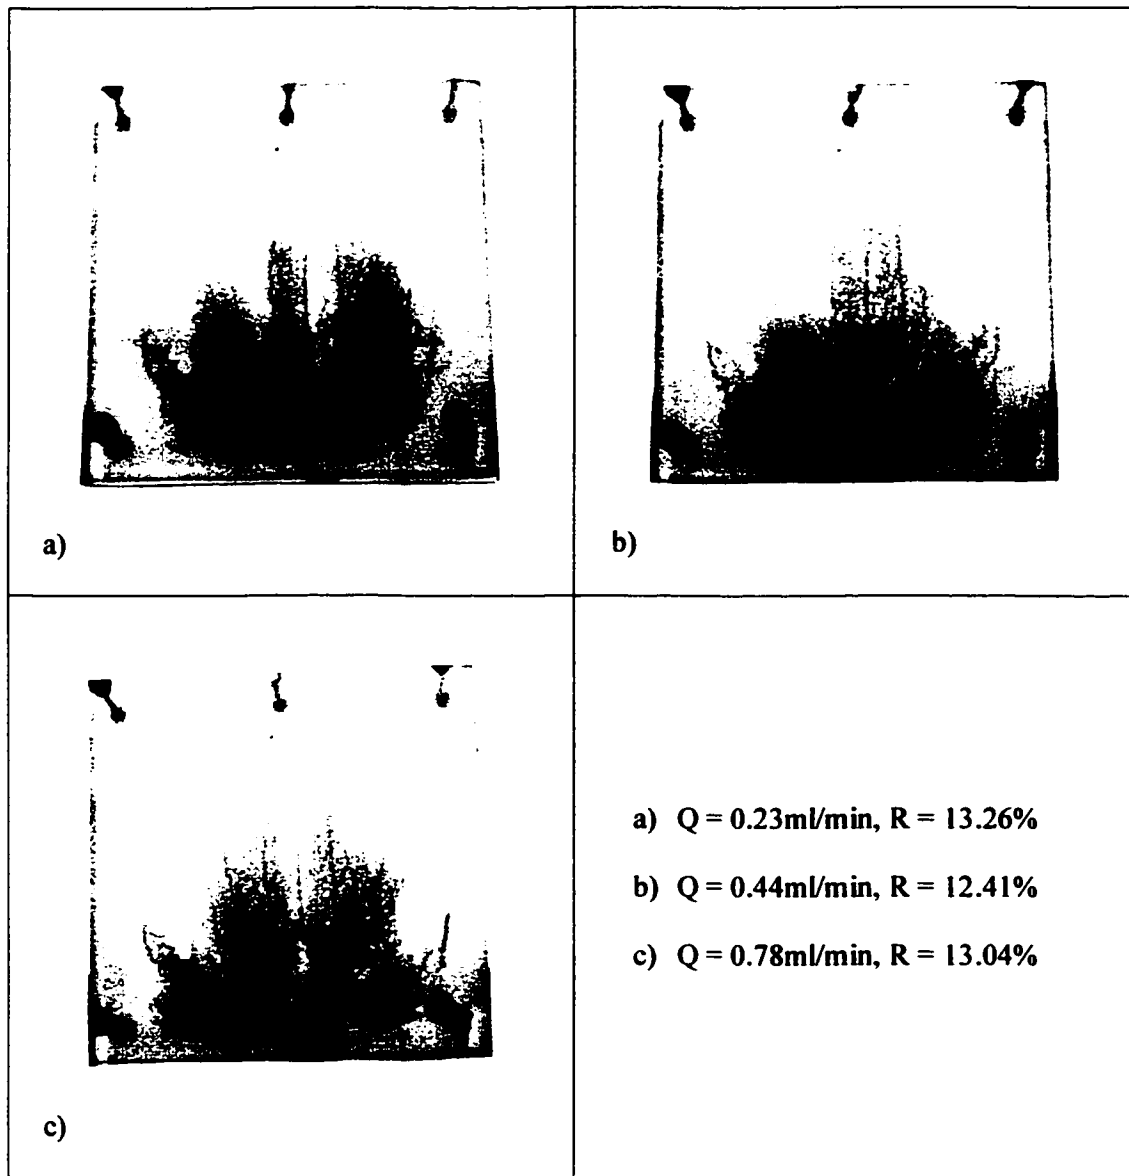 a)
b)
c)
a) Q = 0.23ml/min, R = 13.26%
b) Q = 0.44ml/min, R = 12.41%
c) Q = 0.78ml/min, R = 13.04%